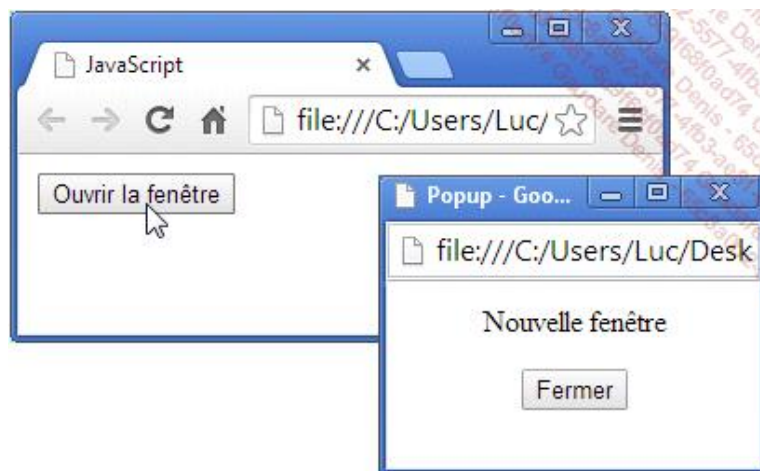 JavaScript
file:///C:/Users/Luc/
Ouvrir la fenêtre
Popup - Goo...
file:///C:/Users/Luc/Desk
Nouvelle fenêtre
Fermer